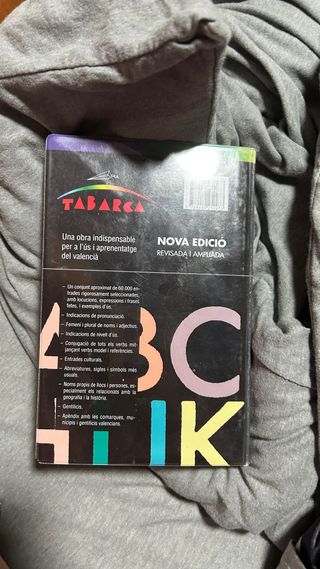 TABARCA
Una obra indispensable
per a l'ús i aprenentatge
del valencià
NOVA EDICIÓ
REVISADA I AMPLIADA
– Un conjunt aproximat de 60.000 en-
trades rigorosament seleccionades,
amb locucions, expressions i frases
fetes, i exemples d'ús.
– Indicacions de pronunciació.
– Femení i plural de noms i adjectius.
– Indicacions de nivell d'ús.
– Conjugació de tots els verbs mit-
jançant verbs model i referències.
– Entrades culturals.
– Abreviatures, sigles i símbols més
usuals.
– Noms propis de llocs i persones, es-
pecialment els relacionats amb la
geografia i la història.
– Gentilicis.
– Apèndix amb les comarques, mu-
nicipis i gentilicis valencians.
ABC
IJK